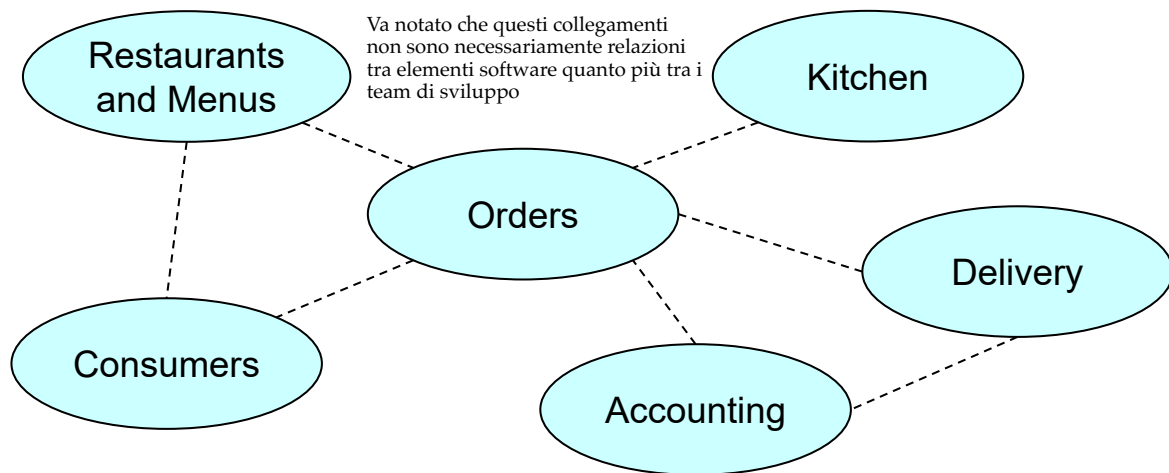 Restaurants
and Menus
Va notato che questi collegamenti
non sono necessariamente relazioni
tra elementi software quanto più tra i
team di sviluppo
Kitchen
Orders
Delivery
Consumers
Accounting